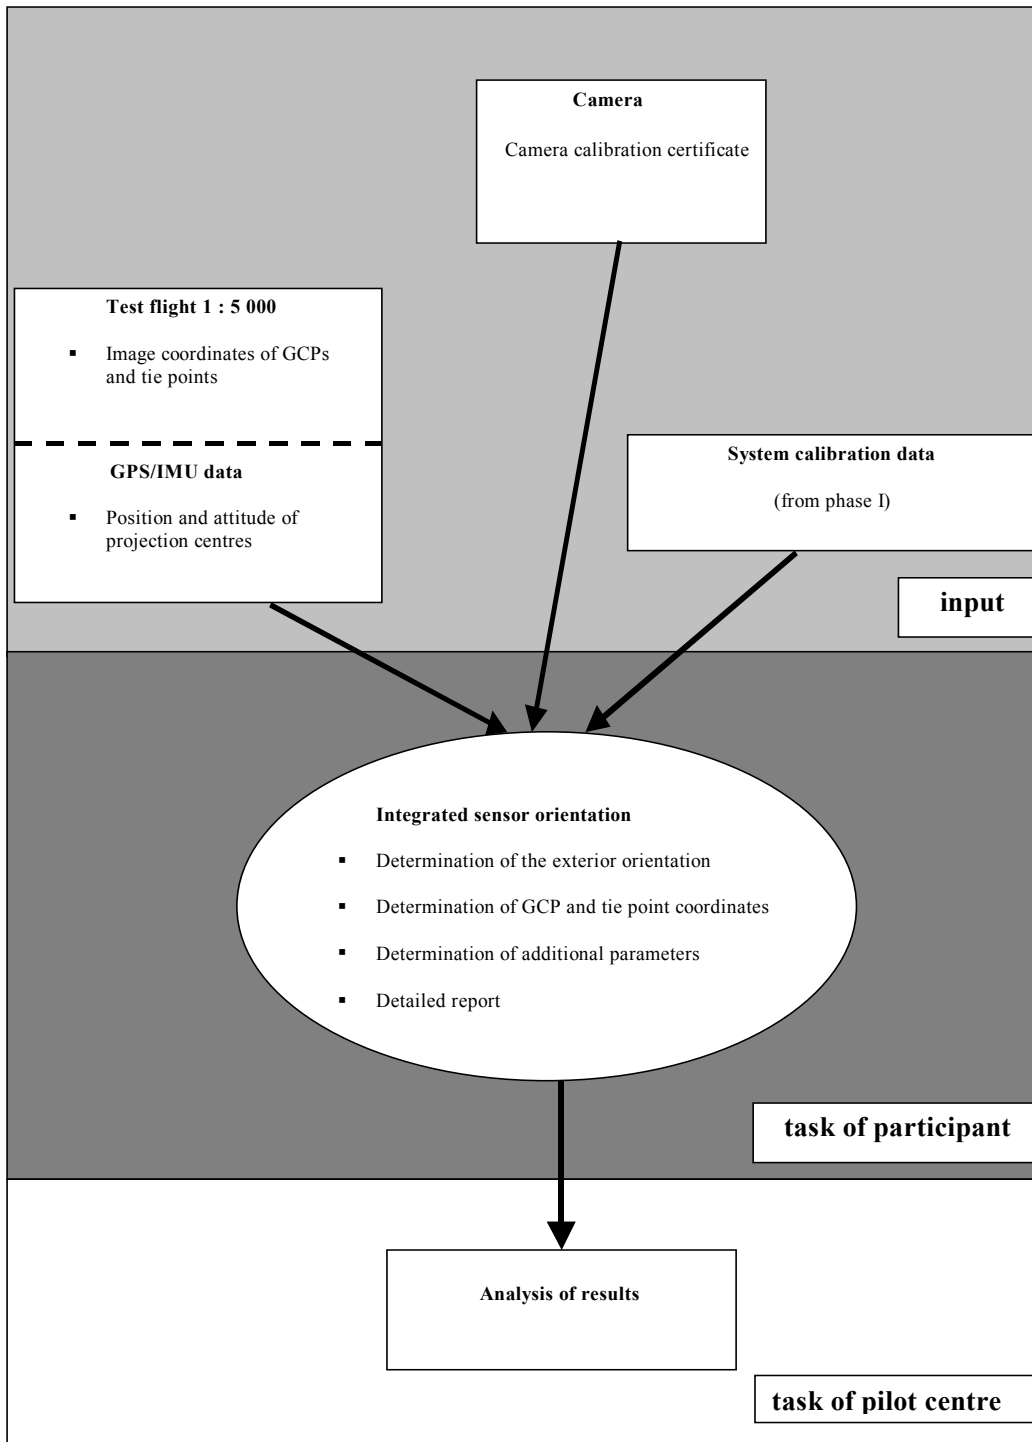 Camera
Camera calibration certificate
Test flight 1 : 5 000
▪ Image coordinates of GCPs
and tie points
GPS/IMU data
▪ Position and attitude of
projection centres
System calibration data
(from phase I)
input
Integrated sensor orientation
▪ Determination of the exterior orientation
▪ Determination of GCP and tie point coordinates
▪ Determination of additional parameters
▪ Detailed report
task of participant
Analysis of results
task of pilot centre